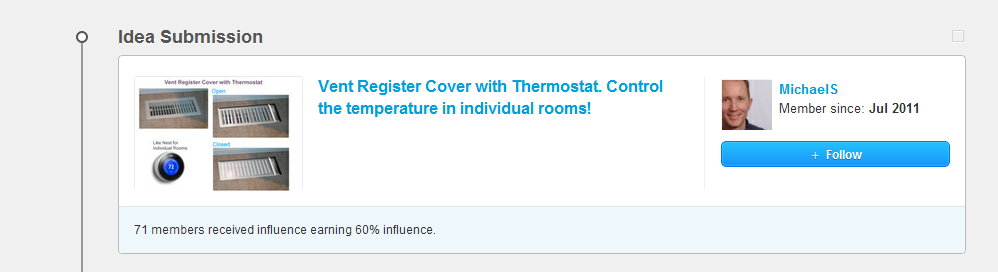 Idea Submission
Vent Register Cover with Thermostat
Open
Like Nest for
Individual Rooms
Closed
72
Vent Register Cover with Thermostat. Control
the temperature in individual rooms!
MichaelS
Member since: Jul 2011
+ Follow
71 members received influence earning 60% influence.